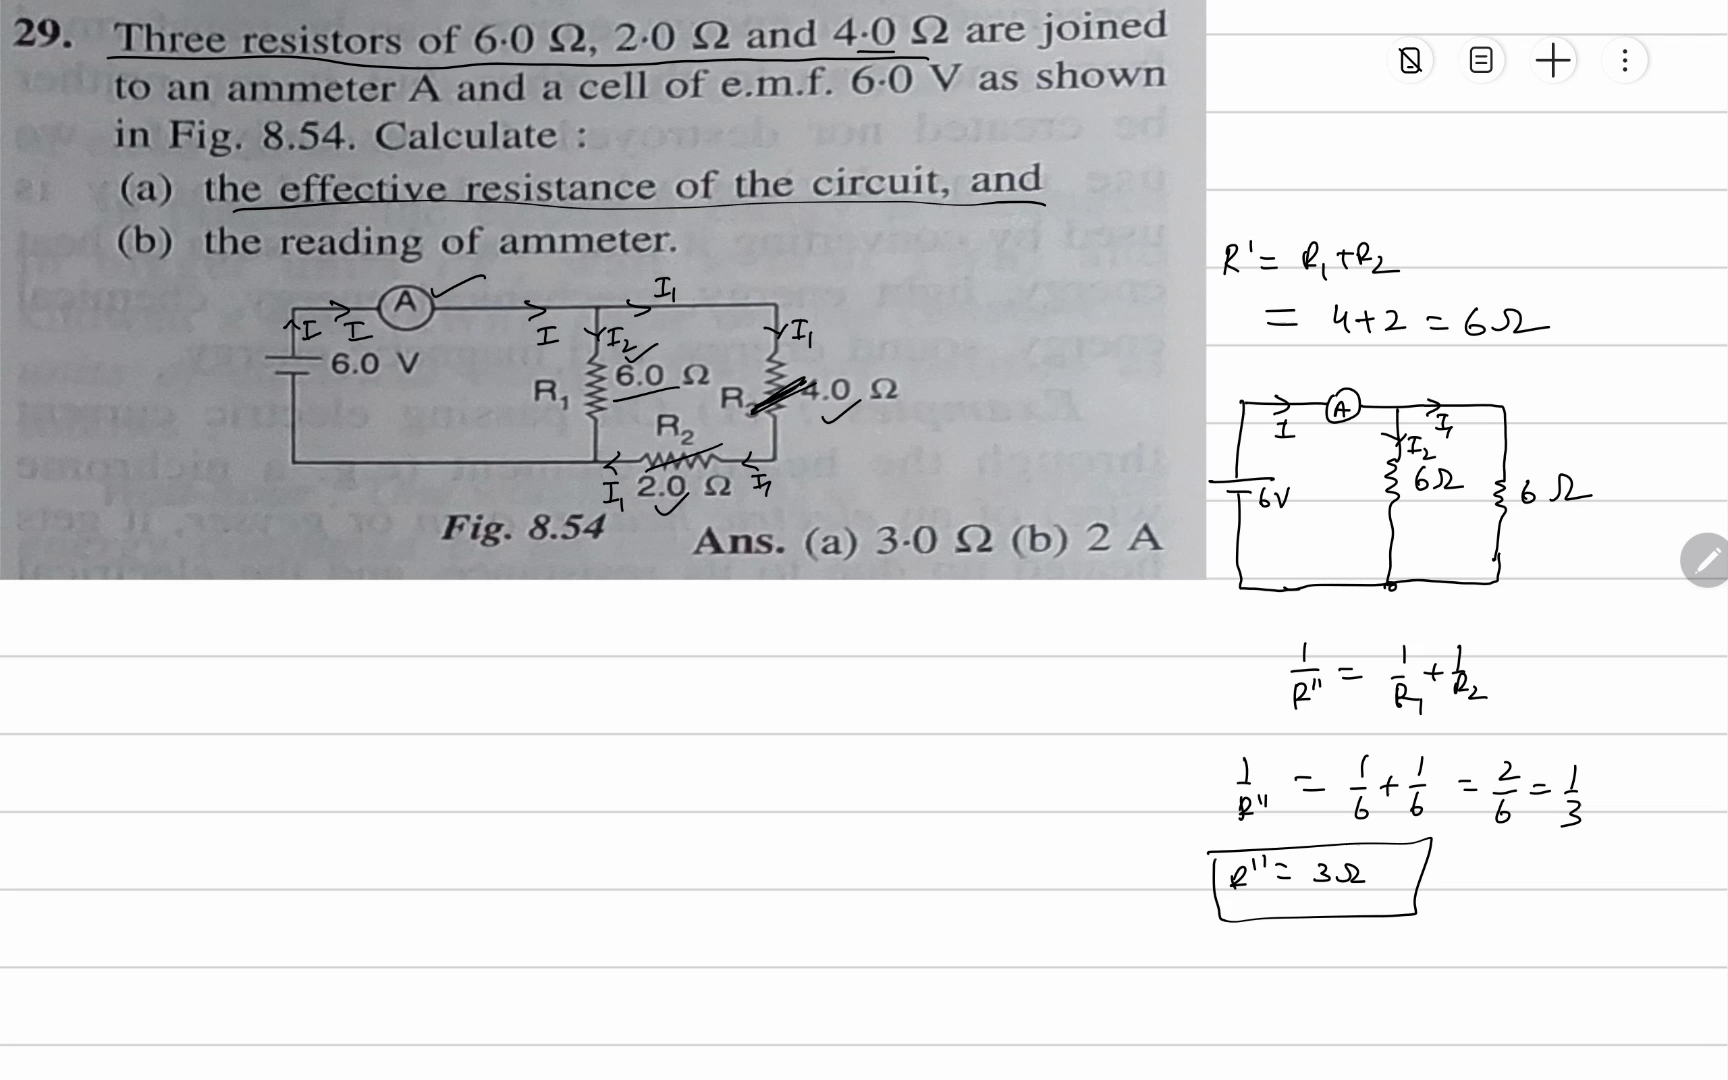 29. Three resistors of 6·0 Ω, 2·0 Ω and 4·0 Ω are joined
to an ammeter A and a cell of e.m.f. 6·0 V as shown
in Fig. 8.54. Calculate :
(a) the effective resistance of the circuit, and
(b) the reading of ammeter.
A
I₁
I I I I₂ I₁
6.0 V
R₁ 6.0 Ω R 4.0 Ω
R₂
I₁ 2.0 Ω I₁
Fig. 8.54
Ans. (a) 3·0 Ω (b) 2 A
R' = R₁ + R₂
= 4 + 2 = 6Ω
A
I I₁
I₂
6V 6Ω 6 Ω
1/R'' = 1/R₁ + 1/R₂
1/R'' = 1/6 + 1/6 = 2/6 = 1/3
R'' = 3Ω